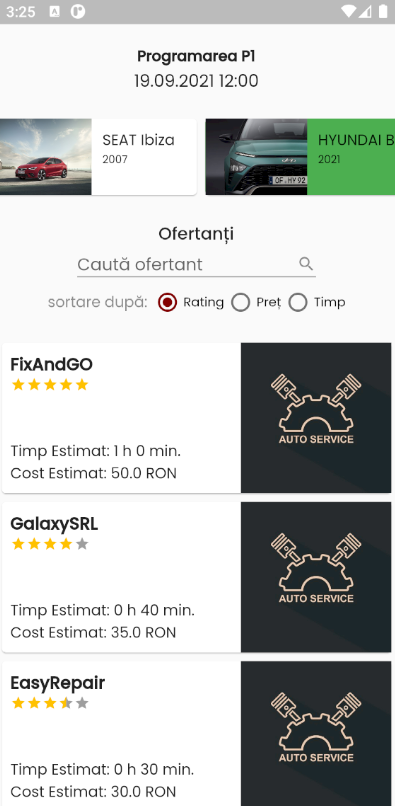 3:25
Programarea P1
19.09.2021 12:00
SEAT Ibiza
2007
OF·HY 92
HYUNDAI B
2021
Ofertanți
Caută ofertant
sortare după: Rating Preț Timp
FixAndGO
Timp Estimat: 1 h 0 min.
Cost Estimat: 50.0 RON
AUTO SERVICE
GalaxySRL
Timp Estimat: 0 h 40 min.
Cost Estimat: 35.0 RON
AUTO SERVICE
EasyRepair
Timp Estimat: 0 h 30 min.
Cost Estimat: 30.0 RON
AUTO SERVICE